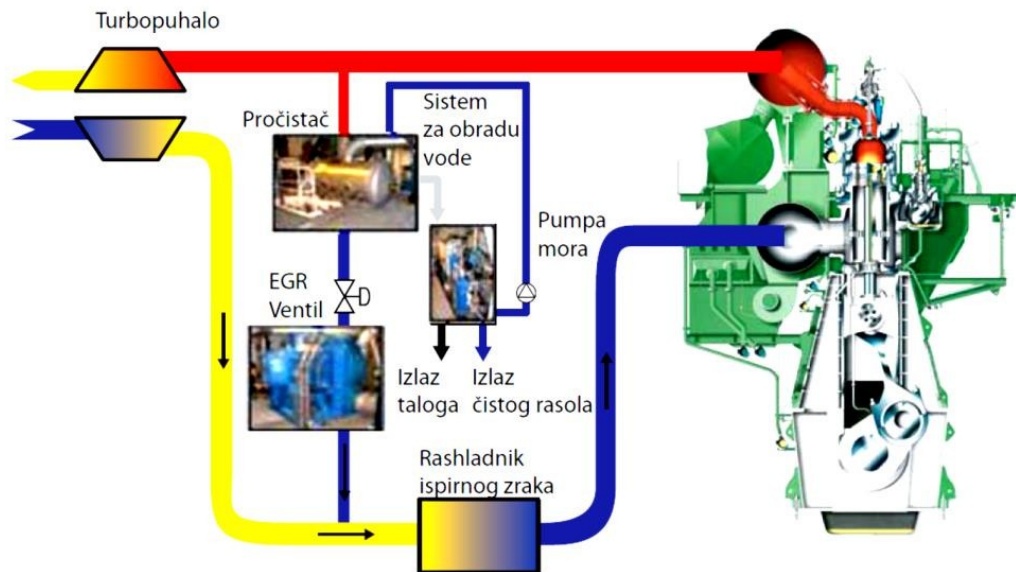 Turbopuhalo
Pročistač
Sistem
za obradu
vode
Pumpa
mora
EGR
Ventil
Izlaz
taloga
Izlaz
čistog rasola
Rashladnik
ispirnog zraka